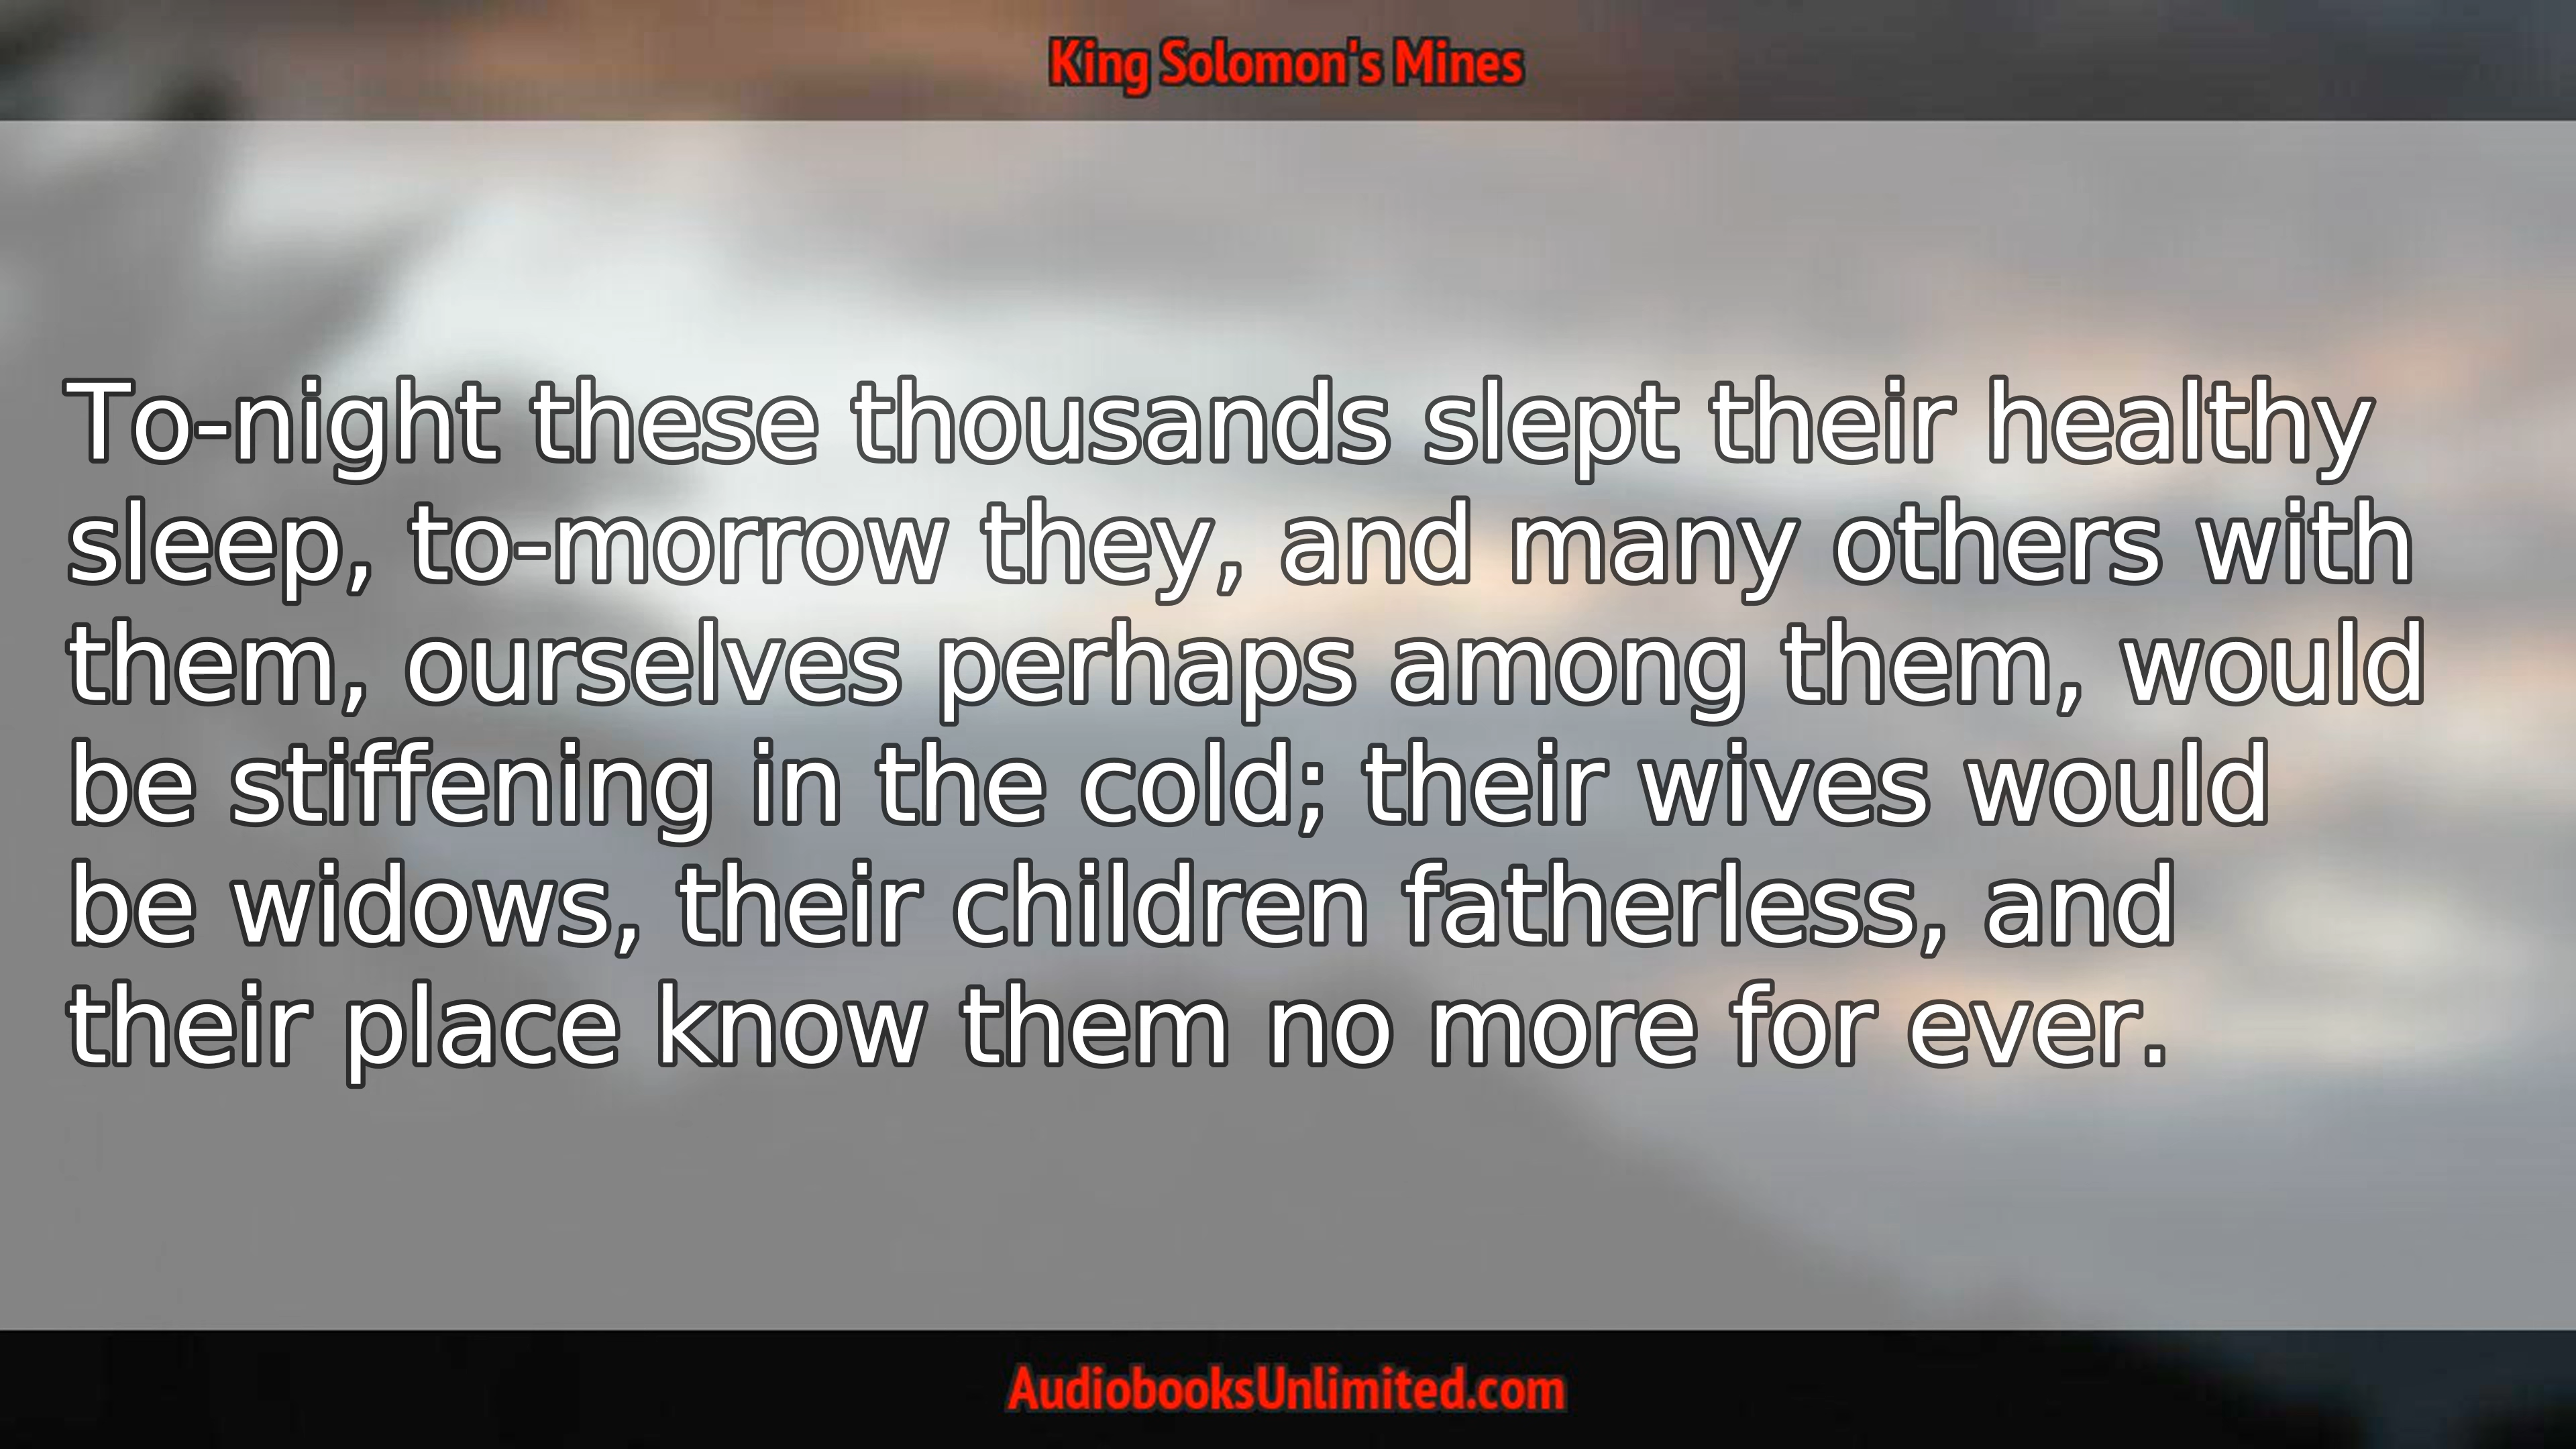 King Solomon's Mines
To-night these thousands slept their healthy
sleep, to-morrow they, and many others with
them, ourselves perhaps among them, would
be stiffening in the cold; their wives would
be widows, their children fatherless, and
their place know them no more for ever.
AudiobooksUnlimited.com